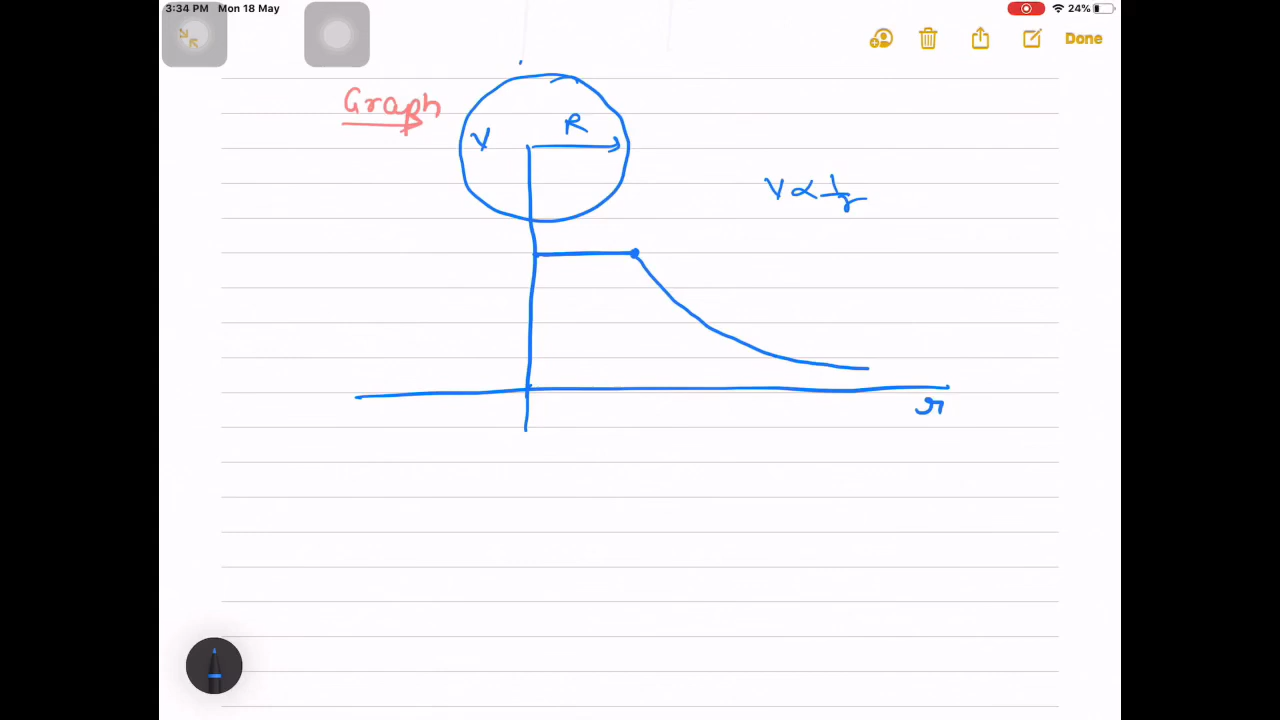 3:34 PM Mon 18 May
24%
Done
Graph
R
V
V ∝ 1/r
r